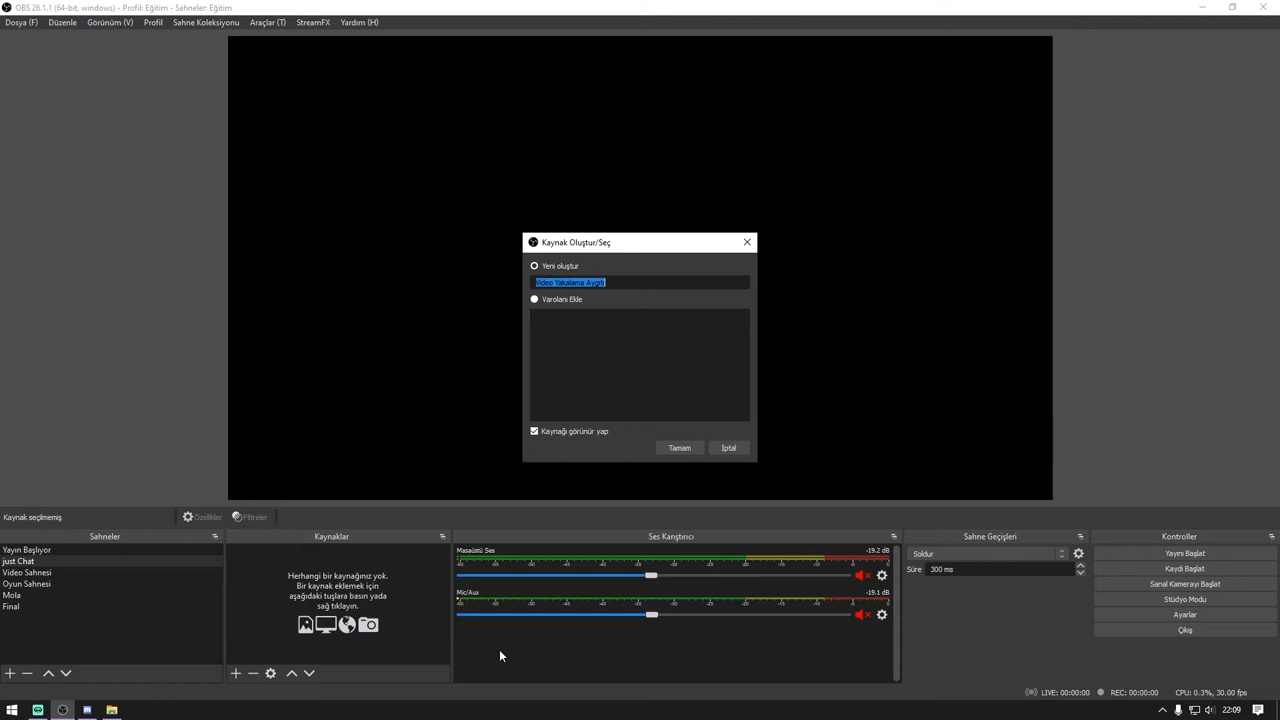 OBS 26.1.1 (64-bit, windows) - Profil: Eğitim - Sahneler: Eğitim
Dosya (F) Düzenle Görünüm (V) Profil Sahne Koleksiyonu Araçlar (T) StreamFX Yardım (H)
Kaynak Oluştur/Seç
Yeni oluştur
Video Yakalama Aygıtı
Varolanı Ekle
Kaynağı görünür yap
Tamam İptal
Kaynak seçilmemiş Özellikler Filtreler
Sahneler
Yayın Başlıyor
just Chat
Video Sahnesi
Oyun Sahnesi
Mola
Final
Kaynaklar
Herhangi bir kaynağınız yok.
Bir kaynak eklemek için
aşağıdaki tuşlara basın yada
sağ tıklayın.
Ses Karıştırıcı
Masaüstü Ses -19.2 dB
Mic/Aux -19.1 dB
Sahne Geçişleri
Soldur
Süre 300 ms
Kontroller
Yayını Başlat
Kaydı Başlat
Sanal Kamerayı Başlat
Stüdyo Modu
Ayarlar
Çıkış
LIVE: 00:00:00 REC: 00:00:00 CPU: 0.3%, 30.00 fps
22:09